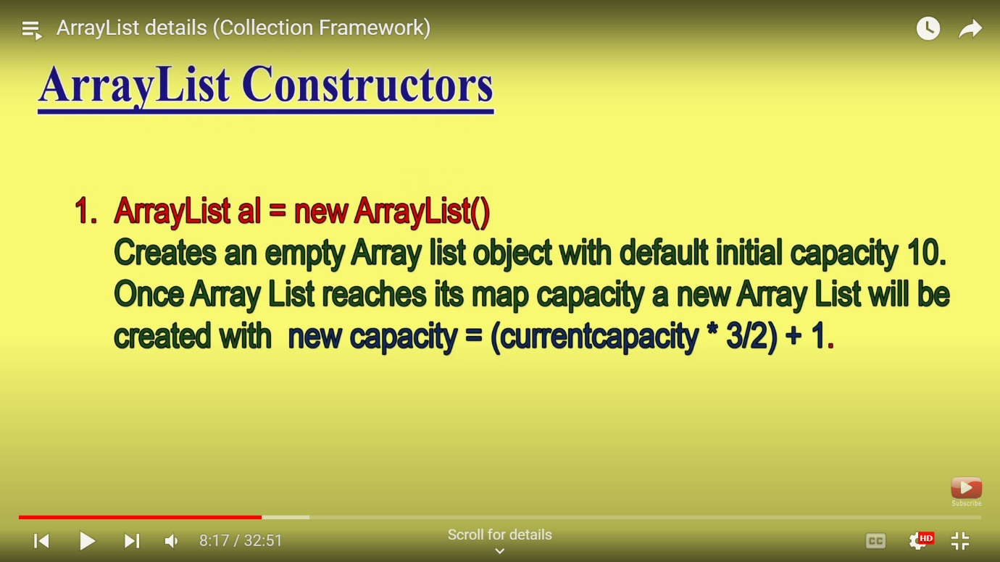 ArrayList details (Collection Framework)
ArrayList Constructors
1. ArrayList al = new ArrayList()
Creates an empty Array list object with default initial capacity 10.
Once Array List reaches its map capacity a new Array List will be
created with new capacity = (currentcapacity * 3/2) + 1.
Subscribe
8:17 / 32:51
Scroll for details
CC
HD